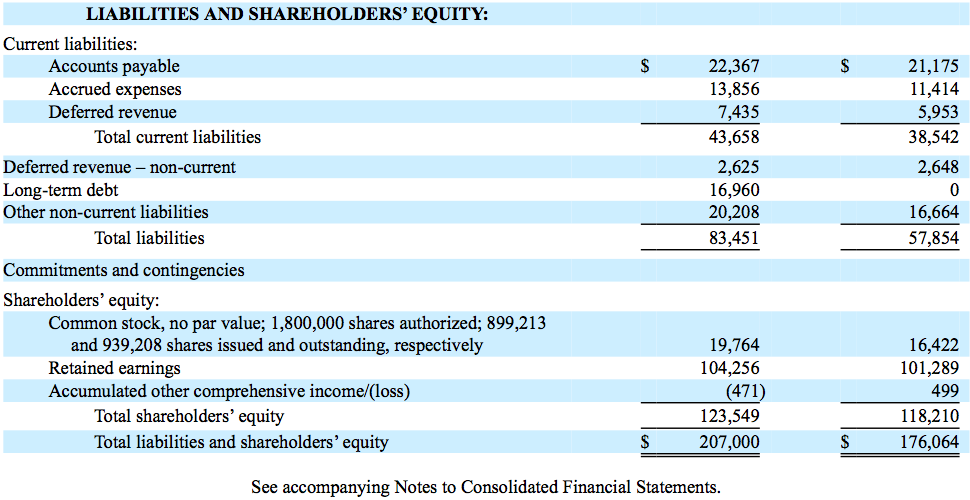 LIABILITIES AND SHAREHOLDERS’ EQUITY:
Current liabilities:
Accounts payable $ 22,367 $ 21,175
Accrued expenses 13,856 11,414
Deferred revenue 7,435 5,953
Total current liabilities 43,658 38,542
Deferred revenue – non-current 2,625 2,648
Long-term debt 16,960 0
Other non-current liabilities 20,208 16,664
Total liabilities 83,451 57,854
Commitments and contingencies
Shareholders’ equity:
Common stock, no par value; 1,800,000 shares authorized; 899,213
and 939,208 shares issued and outstanding, respectively 19,764 16,422
Retained earnings 104,256 101,289
Accumulated other comprehensive income/(loss) (471) 499
Total shareholders’ equity 123,549 118,210
Total liabilities and shareholders’ equity $ 207,000 $ 176,064
See accompanying Notes to Consolidated Financial Statements.